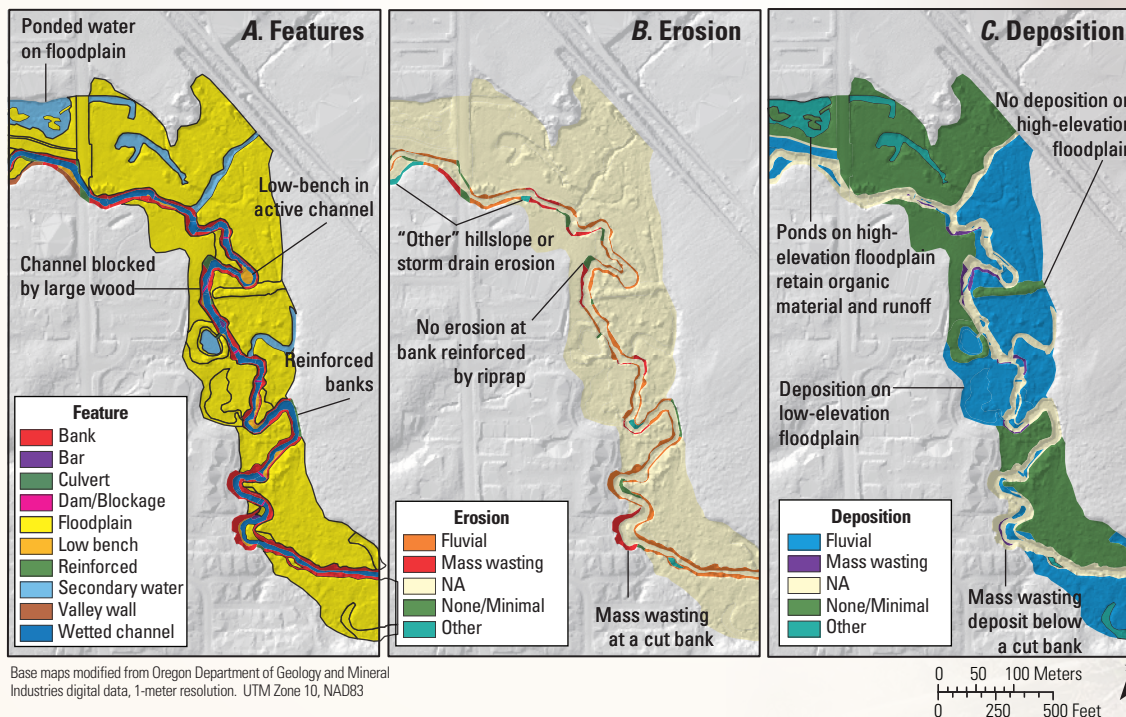 A. Features
Ponded water
on floodplain
Low-bench in
active channel
Channel blocked
by large wood
Reinforced
banks
Feature
Bank
Bar
Culvert
Dam/Blockage
Floodplain
Low bench
Reinforced
Secondary water
Valley wall
Wetted channel
B. Erosion
“Other” hillslope or
storm drain erosion
No erosion at
bank reinforced
by riprap
Erosion
Fluvial
Mass wasting
NA
None/Minimal
Other
Mass wasting
at a cut bank
C. Deposition
No deposition on
high-elevation
floodplain
Ponds on high-
elevation floodplain
retain organic
material and runoff
Deposition on
low-elevation
floodplain
Deposition
Fluvial
Mass wasting
NA
None/Minimal
Other
Mass wasting
deposit below
a cut bank
Base maps modified from Oregon Department of Geology and Mineral
Industries digital data, 1-meter resolution. UTM Zone 10, NAD83
0 50 100 Meters
0 250 500 Feet